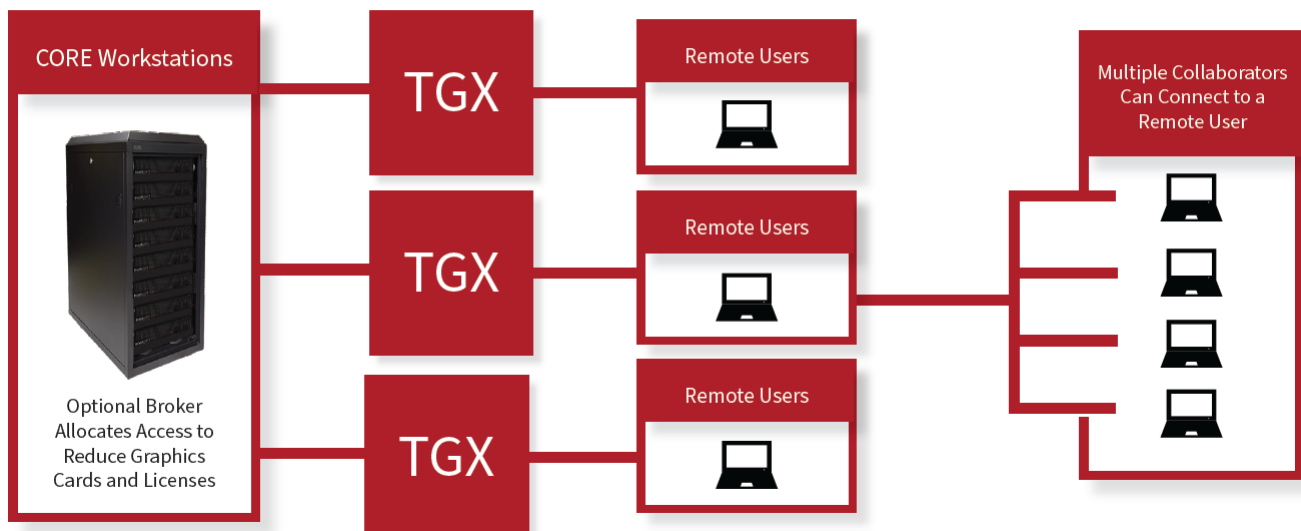 CORE Workstations
Optional Broker
Allocates Access to
Reduce Graphics
Cards and Licenses
TGX
Remote Users
TGX
Remote Users
TGX
Remote Users
Multiple Collaborators
Can Connect to a
Remote User